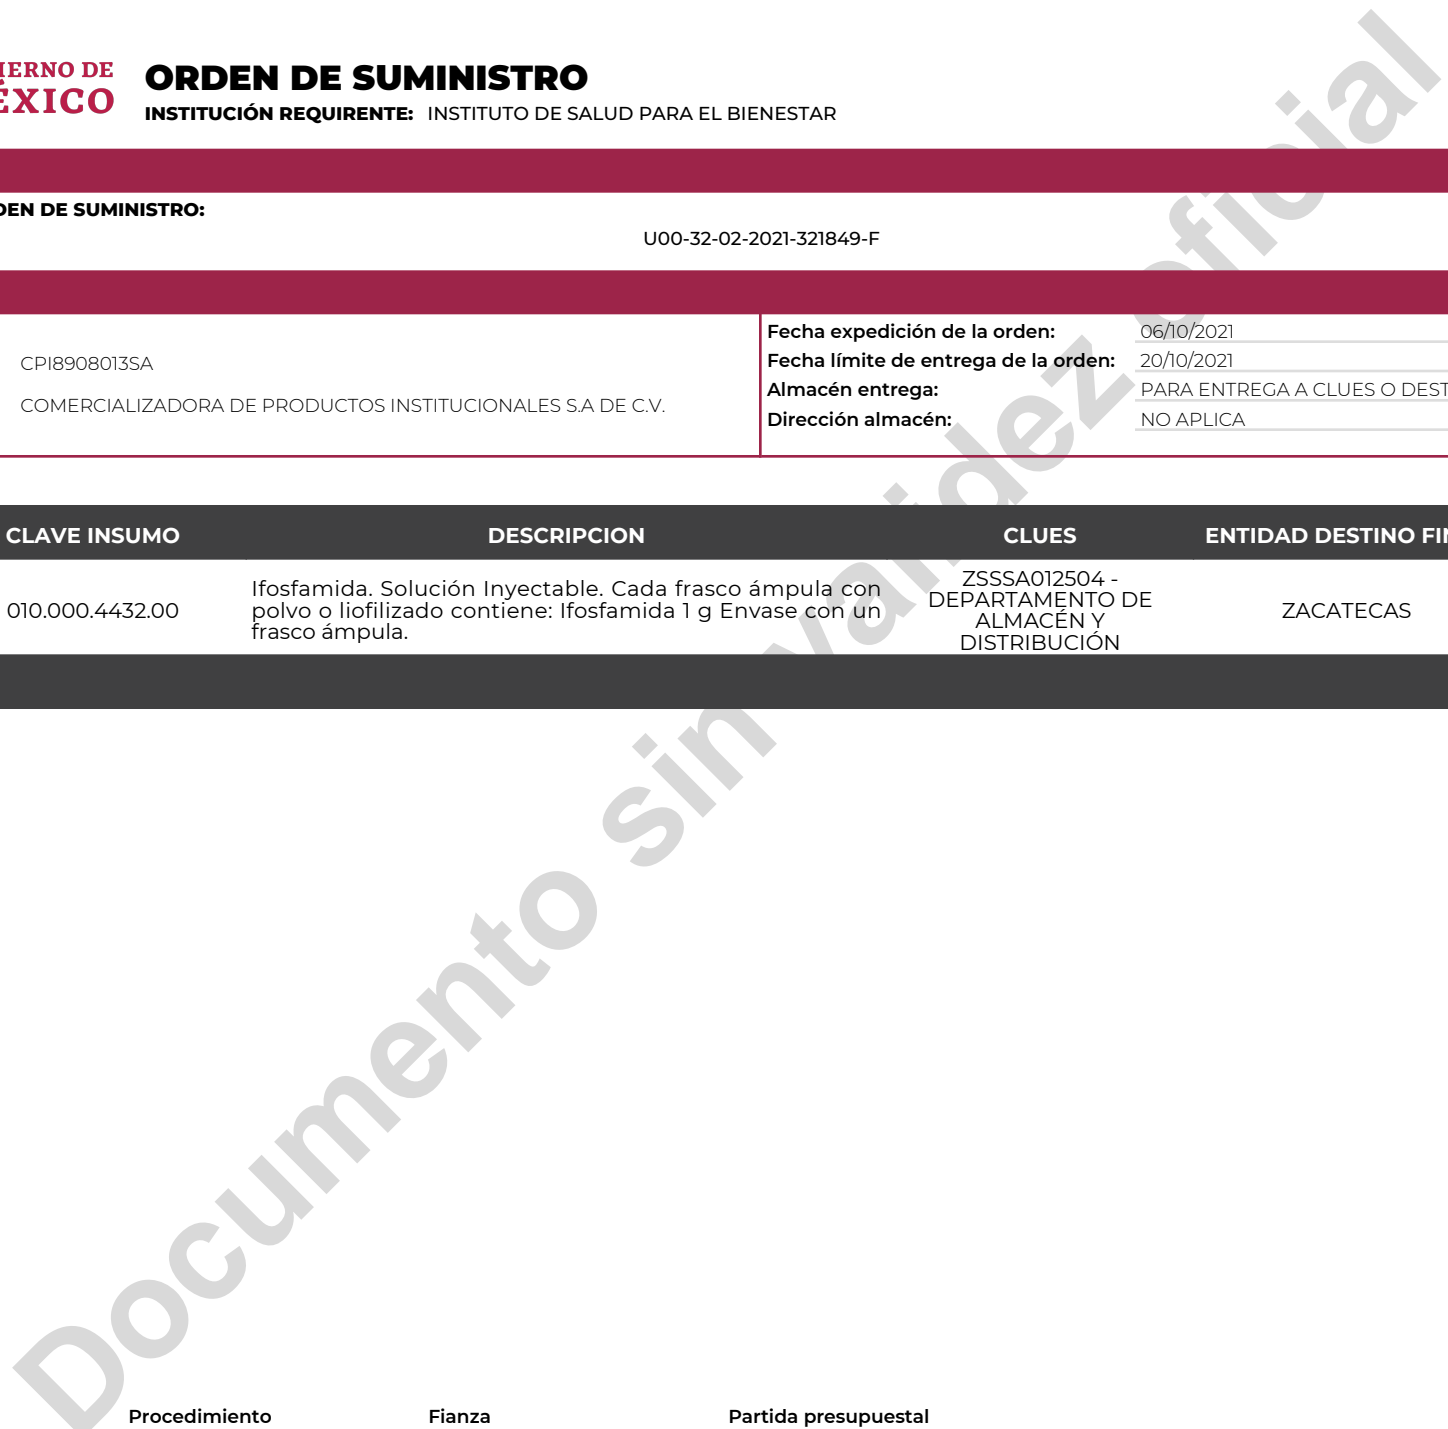 IERNO DE
ÉXICO
ORDEN DE SUMINISTRO
INSTITUCIÓN REQUIRENTE: INSTITUTO DE SALUD PARA EL BIENESTAR
DEN DE SUMINISTRO:
U00-32-02-2021-321849-F
CPI8908013SA
COMERCIALIZADORA DE PRODUCTOS INSTITUCIONALES S.A DE C.V.
Fecha expedición de la orden: 06/10/2021
Fecha límite de entrega de la orden: 20/10/2021
Almacén entrega: PARA ENTREGA A CLUES O DEST
Dirección almacén: NO APLICA
CLAVE INSUMO DESCRIPCION CLUES ENTIDAD DESTINO FIN
010.000.4432.00
Ifosfamida. Solución Inyectable. Cada frasco ámpula con
polvo o liofilizado contiene: Ifosfamida 1 g Envase con un
frasco ámpula.
ZSSSA012504 -
DEPARTAMENTO DE
ALMACÉN Y
DISTRIBUCIÓN
ZACATECAS
Documento sin validez oficial
Procedimiento Fianza Partida presupuestal